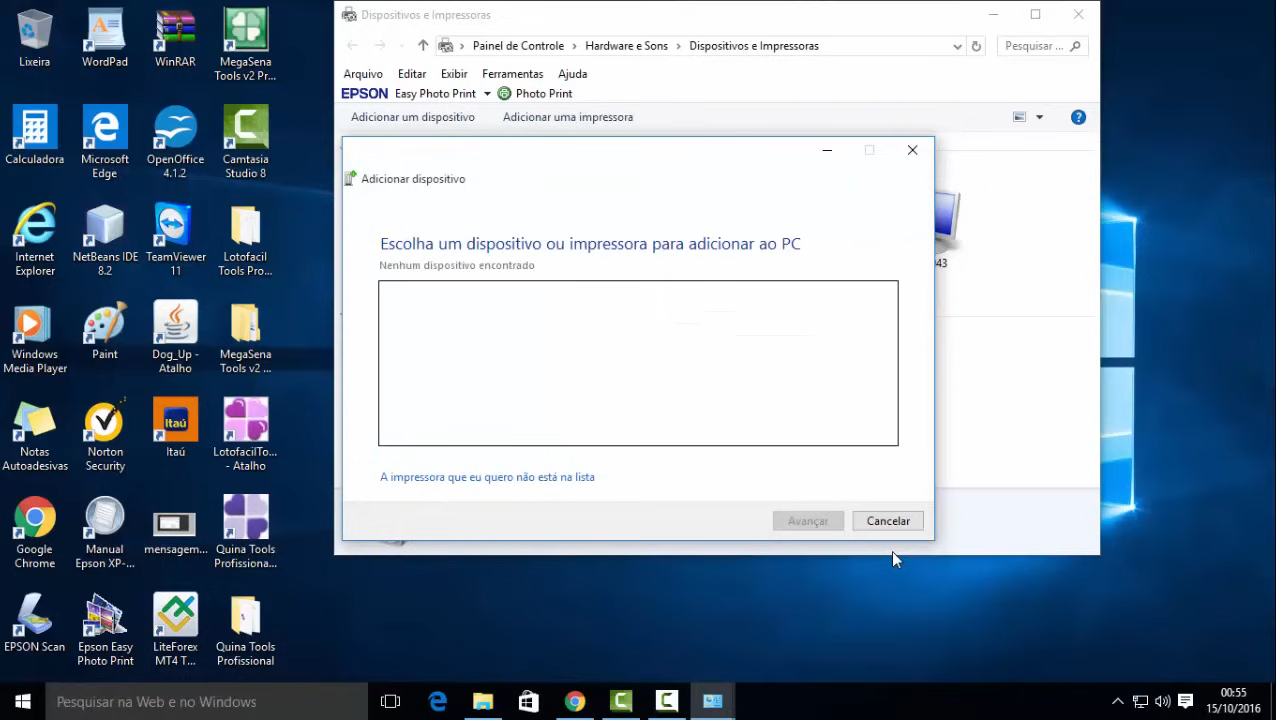 Lixeira
WordPad
WinRAR
MegaSena
Tools v2 Pr...
Calculadora
Microsoft
Edge
OpenOffice
4.1.2
Camtasia
Studio 8
Internet
Explorer
NetBeans IDE
8.2
TeamViewer
11
Lotofacil
Tools Pro...
Windows
Media Player
Paint
Dog_Up -
Atalho
MegaSena
Tools v2 ...
Notas
Autoadesivas
Norton
Security
Itaú
Itaú
LotofacilTo...
- Atalho
Google
Chrome
Manual
Epson XP-...
mensagem...
Quina Tools
Profissiona...
EPSON Scan
Epson Easy
Photo Print
LiteForex
MT4 T...
Quina Tools
Profissional
Dispositivos e Impressoras
Painel de Controle > Hardware e Sons > Dispositivos e Impressoras
Pesquisar ...
Arquivo Editar Exibir Ferramentas Ajuda
EPSON Easy Photo Print Photo Print
Adicionar um dispositivo Adicionar uma impressora
Adicionar dispositivo
Escolha um dispositivo ou impressora para adicionar ao PC
Nenhum dispositivo encontrado
A impressora que eu quero não está na lista
Avançar Cancelar
Pesquisar na Web e no Windows
00:55
15/10/2016